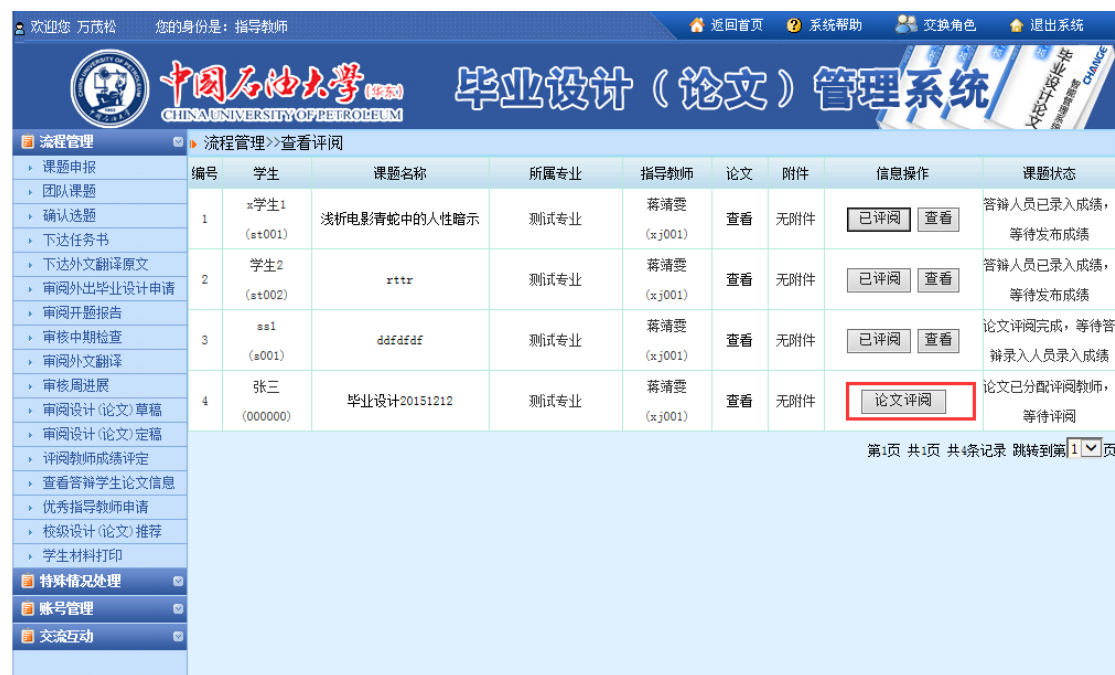 欢迎您 万茂松 您的身份是：指导教师 返回首页 系统帮助 交换角色 退出系统
中国石油大学(华东)
CHINA UNIVERSITY OF PETROLEUM
毕业设计（论文）管理系统
毕业设计论文
智能管理系统
CHANGE
流程管理
课题申报
团队课题
确认选题
下达任务书
下达外文翻译原文
审阅外出毕业设计申请
审阅开题报告
审核中期检查
审阅外文翻译
审核周进展
审阅设计(论文)草稿
审阅设计(论文)定稿
评阅教师成绩评定
查看答辩学生论文信息
优秀指导教师申请
校级设计(论文)推荐
学生材料打印
特殊情况处理
账号管理
交流互动
流程管理>>查看评阅
编号 学生 课题名称 所属专业 指导教师 论文 附件 信息操作 课题状态
1 x学生1 (st001) 浅析电影青蛇中的人性暗示 测试专业 蒋靖雯 (xj001) 查看 无附件 已评阅 查看 答辩人员已录入成绩，等待发布成绩
2 学生2 (st002) rttr 测试专业 蒋靖雯 (xj001) 查看 无附件 已评阅 查看 答辩人员已录入成绩，等待发布成绩
3 ss1 (s001) ddfdfdf 测试专业 蒋靖雯 (xj001) 查看 无附件 已评阅 查看 论文评阅完成，等待答辩录入人员录入成绩
4 张三 (000000) 毕业设计20151212 测试专业 蒋靖雯 (xj001) 查看 无附件 论文评阅 论文已分配评阅教师，等待评阅
第1页 共1页 共4条记录 跳转到第1页